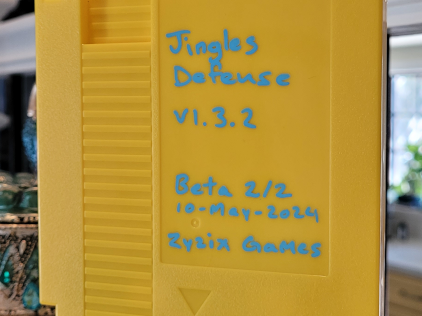 Jingles
Defense
v1.3.2
Beta 2/2
10-May-2024
Rysix Games